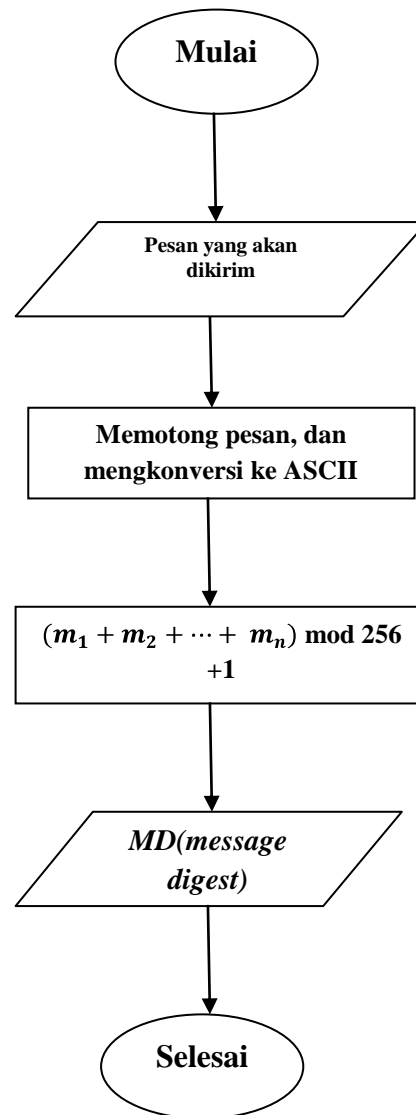 Mulai
Pesan yang akan
dikirim
Memotong pesan, dan
mengkonversi ke ASCII
(m₁ + m₂ + ⋯ + mₙ) mod 256
+1
MD(message
digest)
Selesai